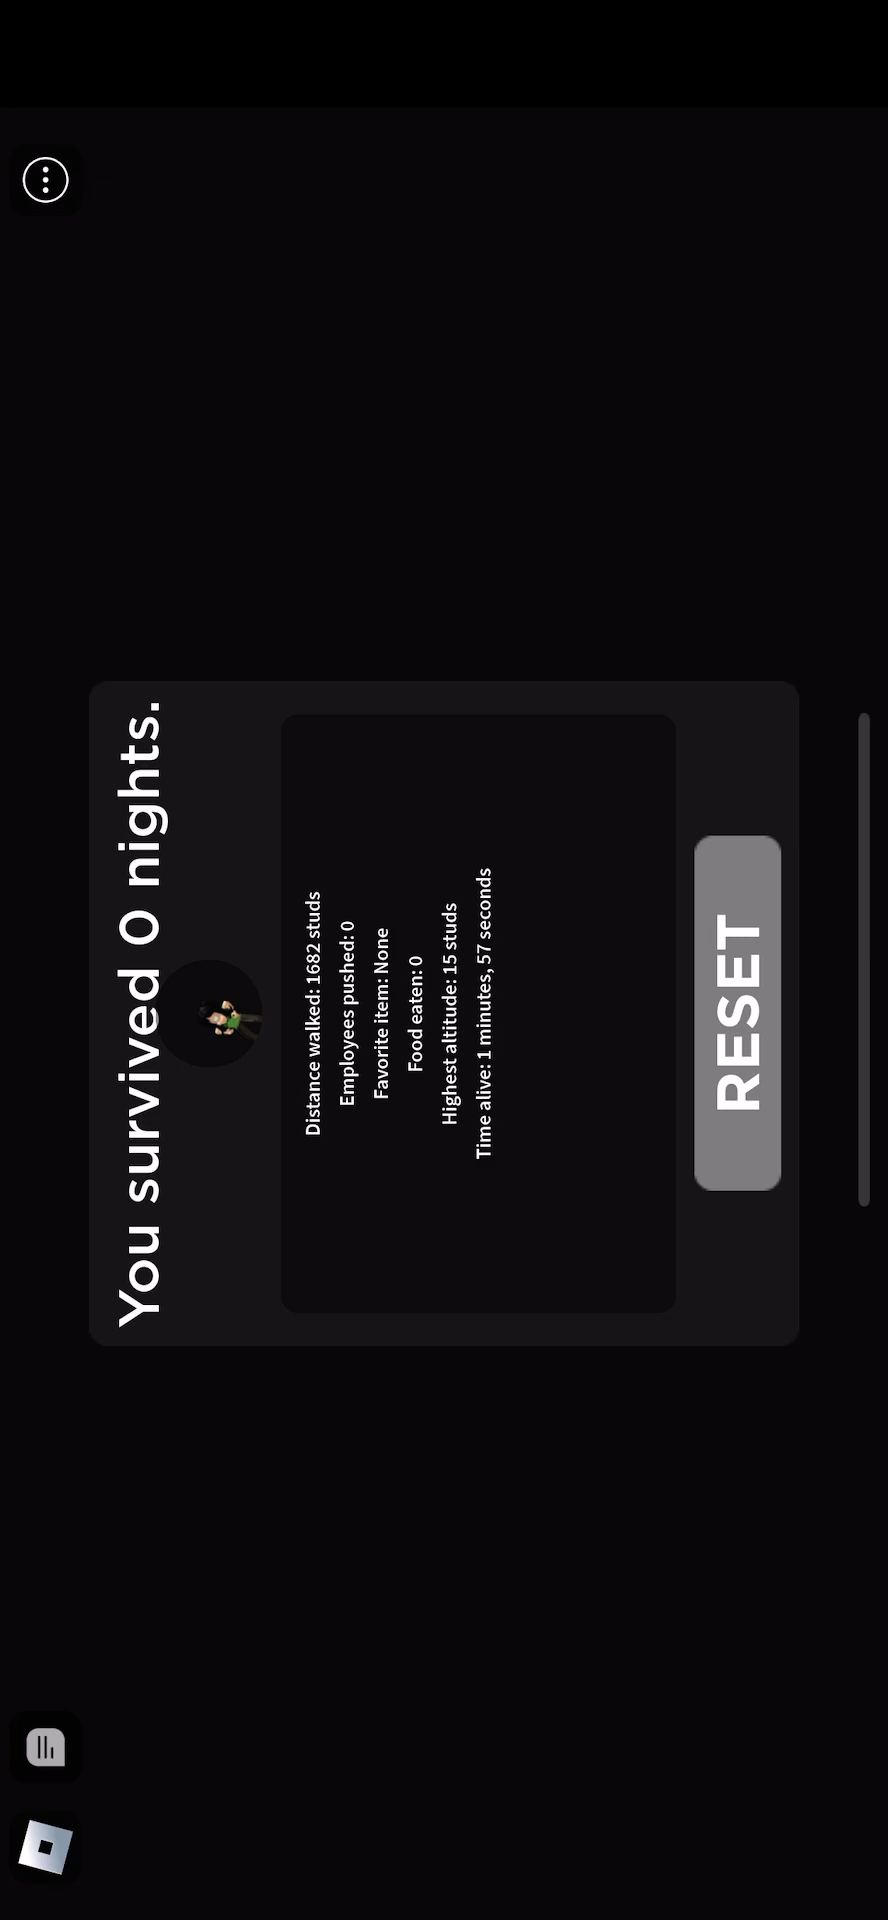 You survived 0 nights.
Distance walked: 1682 studs
Employees pushed: 0
Favorite item: None
Food eaten: 0
Highest altitude: 15 studs
Time alive: 1 minutes, 57 seconds
RESET